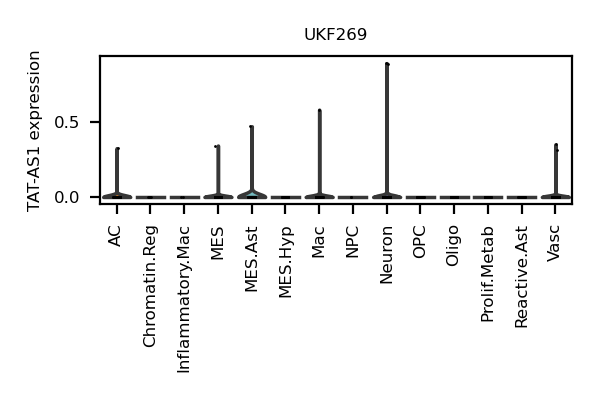 UKF269
TAT-AS1 expression
0.5
0.0
AC
Chromatin.Reg
Inflammatory.Mac
MES
MES.Ast
MES.Hyp
Mac
NPC
Neuron
OPC
Oligo
Prolif.Metab
Reactive.Ast
Vasc